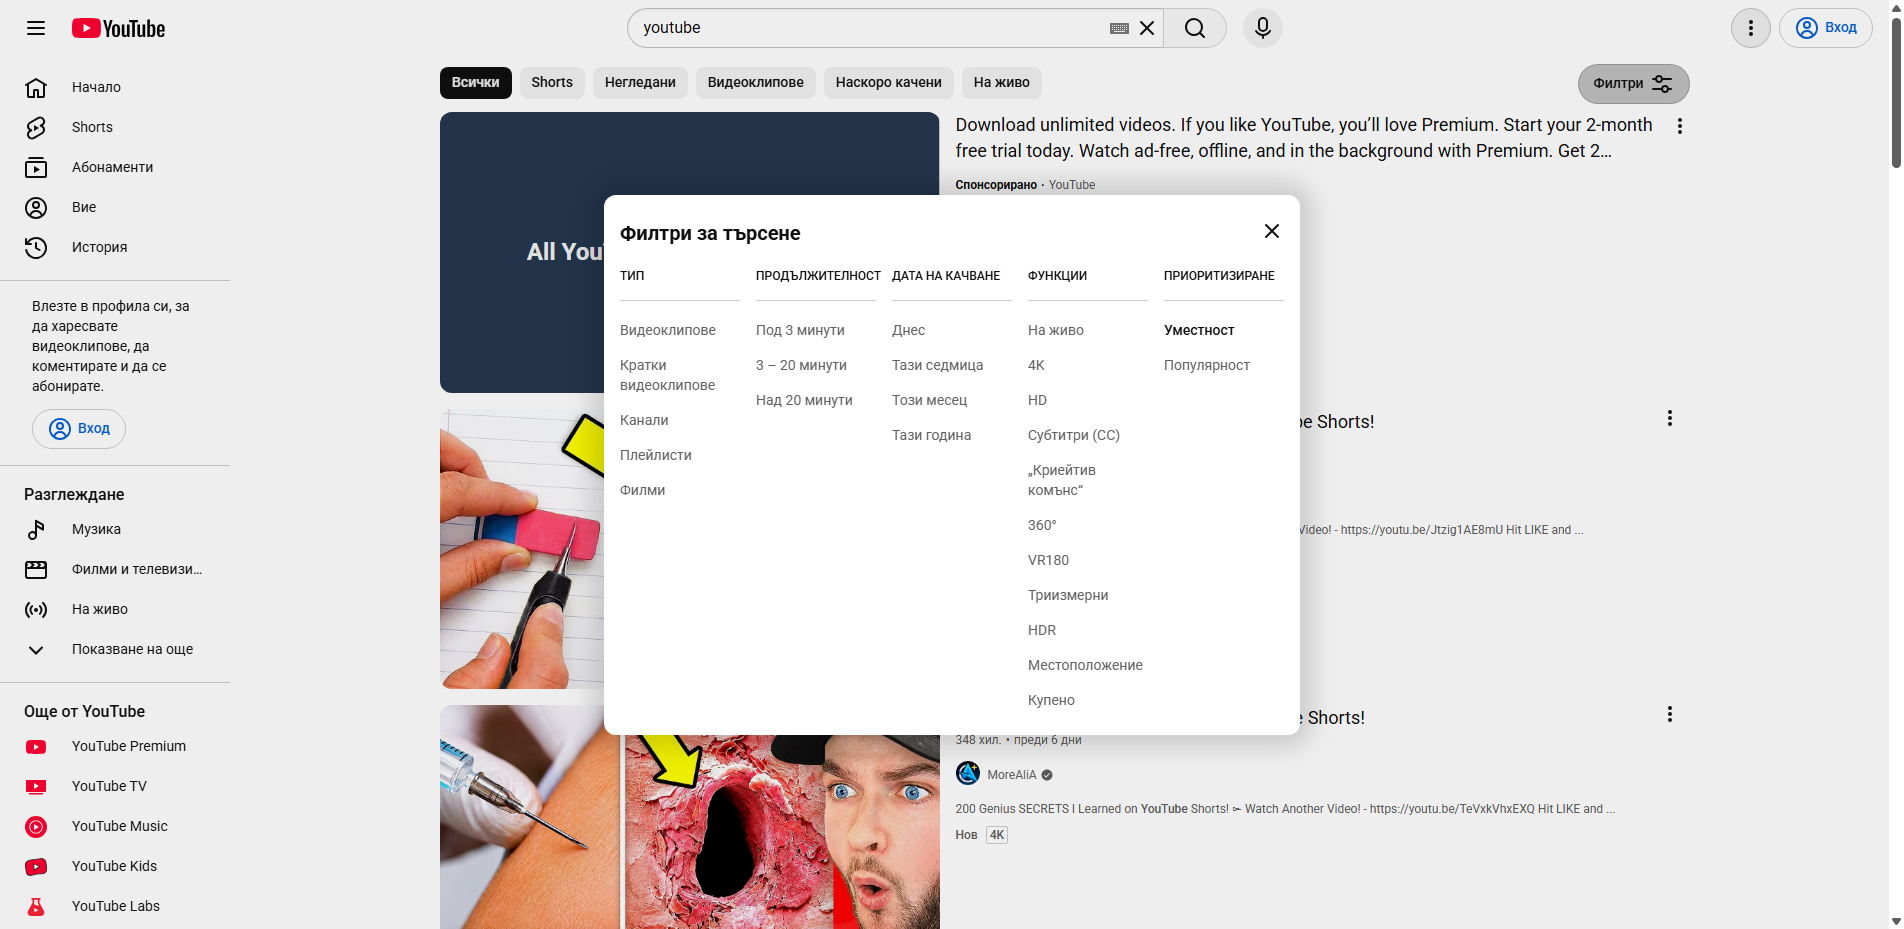 YouTube
youtube
Вход
Начало
Shorts
Абонаменти
Вие
История
Влезте в профила си, за
да харесвате
видеоклипове, да
коментирате и да се
абонирате.
Вход
Разглеждане
Музика
Филми и телевизи...
На живо
Показване на още
Още от YouTube
YouTube Premium
YouTube TV
YouTube Music
YouTube Kids
YouTube Labs
Всички
Shorts
Негледани
Видеоклипове
Наскоро качени
На живо
Филтри
Download unlimited videos. If you like YouTube, you’ll love Premium. Start your 2-month
free trial today. Watch ad-free, offline, and in the background with Premium. Get 2...
Спонсорирано · YouTube
All You
Филтри за търсене
ТИП
Видеоклипове
Кратки
видеоклипове
Канали
Плейлисти
Филми
ПРОДЪЛЖИТЕЛНОСТ
Под 3 минути
3 – 20 минути
Над 20 минути
ДАТА НА КАЧВАНЕ
Днес
Тази седмица
Този месец
Тази година
ФУНКЦИИ
На живо
4K
HD
Субтитри (CC)
„Криейтив
комънс“
360°
VR180
Триизмерни
HDR
Местоположение
Купено
ПРИОРИТИЗИРАНЕ
Уместност
Популярност
be Shorts!
Video! - https://youtu.be/Jtzig1AE8mU Hit LIKE and ...
e Shorts!
348 хил. • преди 6 дни
MoreAliA
200 Genius SECRETS I Learned on YouTube Shorts! ➛ Watch Another Video! - https://youtu.be/TeVxkVhxEXQ Hit LIKE and ...
Нов 4K